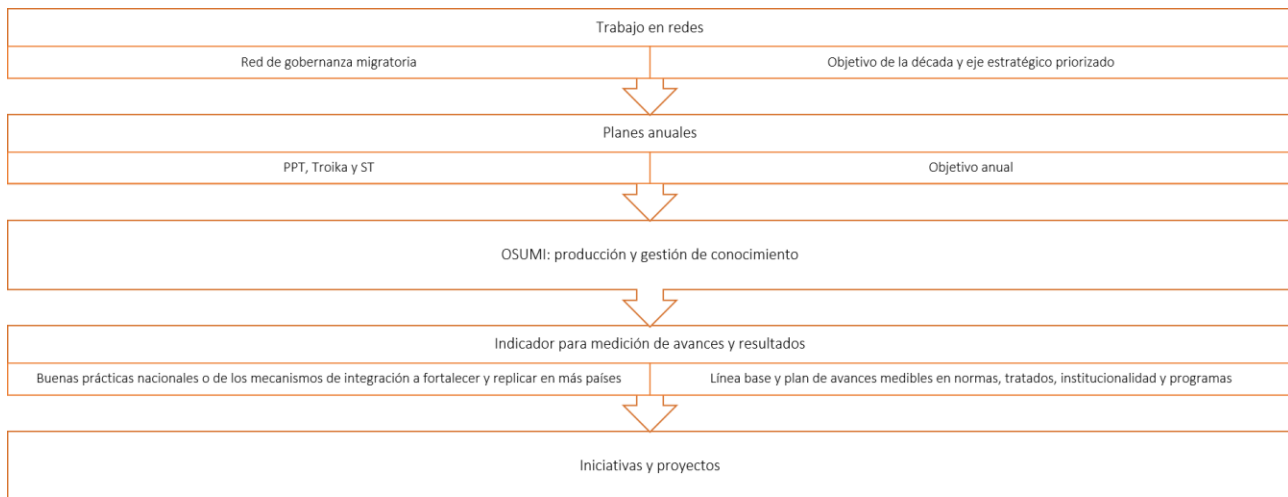 Trabajo en redes
Red de gobernanza migratoria
Objetivo de la década y eje estratégico priorizado
Planes anuales
PPT, Troika y ST
Objetivo anual
OSUMI: producción y gestión de conocimiento
Indicador para medición de avances y resultados
Buenas prácticas nacionales o de los mecanismos de integración a fortalecer y replicar en más países
Línea base y plan de avances medibles en normas, tratados, institucionalidad y programas
Iniciativas y proyectos